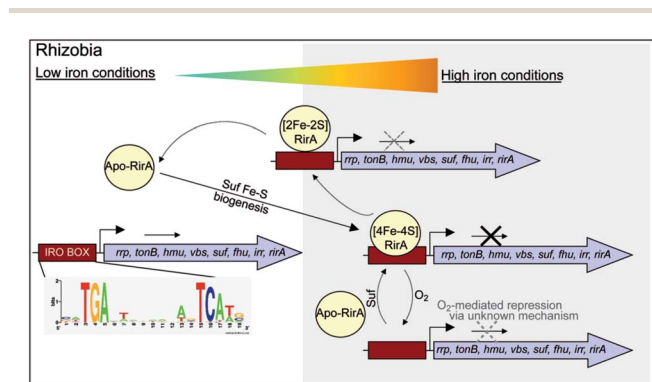 Rhizobia
Low iron conditions
High iron conditions
[2Fe-2S]
RirA
rrp, tonB, hmu, vbs, suf, fhu, irr, rirA
Apo-RirA
Suf Fe-S
biogenesis
[4Fe-4S]
RirA
IRO BOX
rrp, tonB, hmu, vbs, suf, fhu, irr, rirA
rrp, tonB, hmu, vbs, suf, fhu, irr, rirA
bits
TGA
TCA
Suf
O2
Apo-RirA
O2-mediated repression
via unknown mechanism
rrp, tonB, hmu, vbs, suf, fhu, irr, rirA